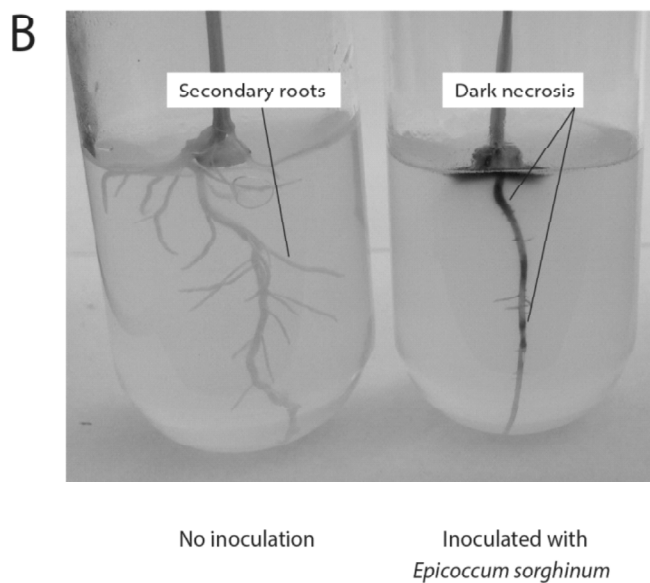 B
Secondary roots
Dark necrosis
No inoculation
Inoculated with
Epicoccum sorghinum